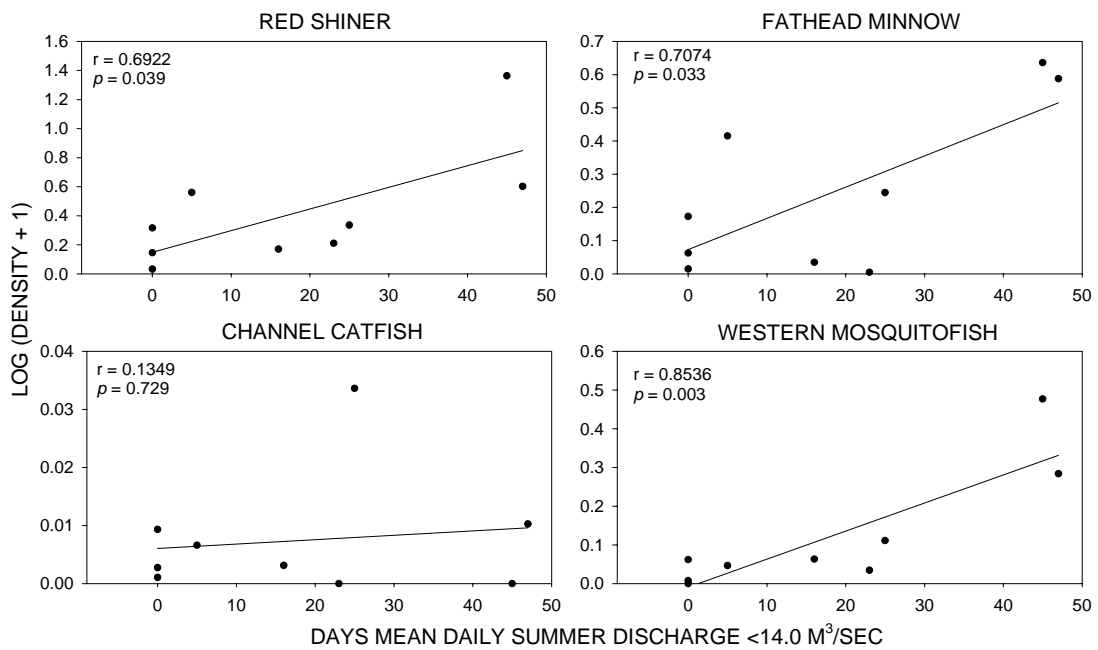 RED SHINER
FATHEAD MINNOW
r = 0.6922
p = 0.039
1.6
1.4
1.2
1.0
0.8
0.6
0.4
0.2
0.0
0 10 20 30 40 50
r = 0.7074
p = 0.033
0.7
0.6
0.5
0.4
0.3
0.2
0.1
0.0
0 10 20 30 40 50
LOG (DENSITY + 1)
CHANNEL CATFISH
WESTERN MOSQUITOFISH
r = 0.1349
p = 0.729
0.04
0.03
0.02
0.01
0.00
0 10 20 30 40 50
r = 0.8536
p = 0.003
0.6
0.5
0.4
0.3
0.2
0.1
0.0
0 10 20 30 40 50
DAYS MEAN DAILY SUMMER DISCHARGE <14.0 M³/SEC